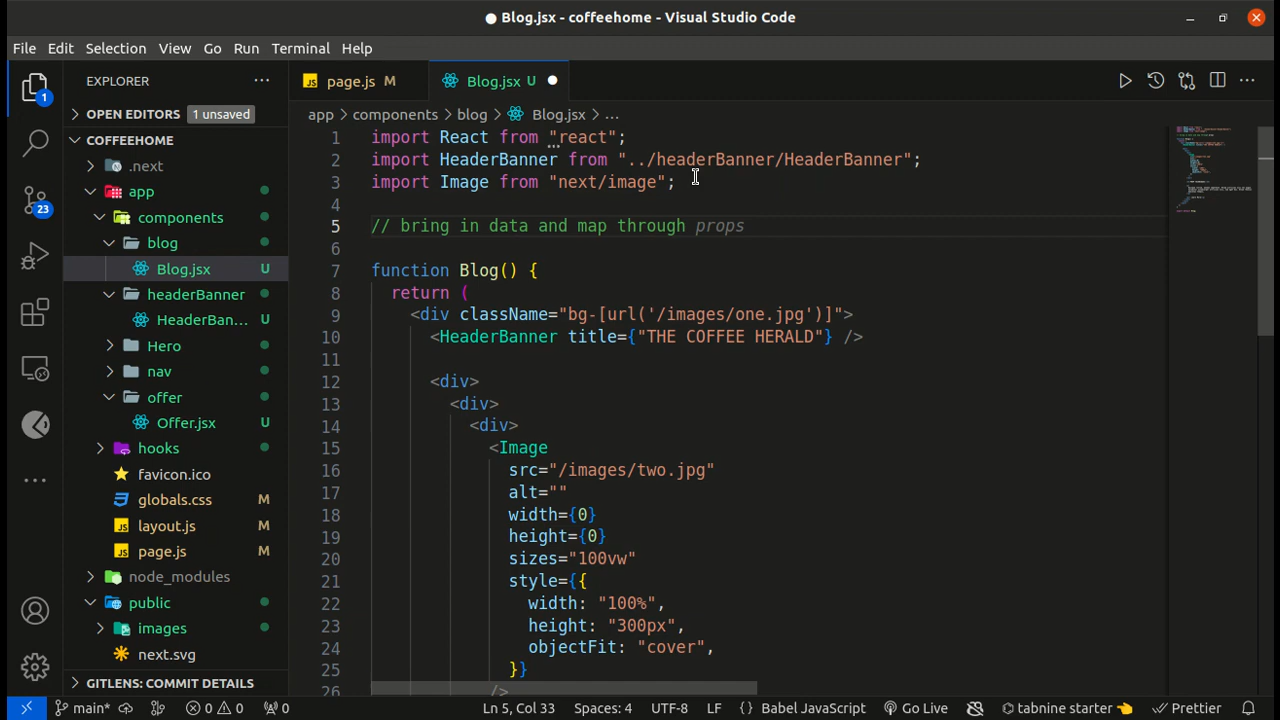 Blog.jsx - coffeehome - Visual Studio Code
File Edit Selection View Go Run Terminal Help
EXPLORER
OPEN EDITORS 1 unsaved
COFFEEHOME
.next
app
components
blog
Blog.jsx U
headerBanner
HeaderBan... U
Hero
nav
offer
Offer.jsx U
hooks
favicon.ico
globals.css M
layout.js M
page.js M
node_modules
public
images
next.svg
GITLENS: COMMIT DETAILS
1
23
page.js M
Blog.jsx U
app > components > blog > Blog.jsx > ...
1 import React from "react";
2 import HeaderBanner from "../headerBanner/HeaderBanner";
3 import Image from "next/image";
4
5 // bring in data and map through props
6
7 function Blog() {
8 return (
9 <div className="bg-[url('/images/one.jpg')]">
10 <HeaderBanner title={"THE COFFEE HERALD"} />
11
12 <div>
13 <div>
14 <div>
15 <Image
16 src="/images/two.jpg"
17 alt=""
18 width={0}
19 height={0}
20 sizes="100vw"
21 style={{
22 width: "100%",
23 height: "300px",
24 objectFit: "cover",
25 }}
26 />
main* 0 0 0 Ln 5, Col 33 Spaces: 4 UTF-8 LF {} Babel JavaScript Go Live tabnine starter Prettier